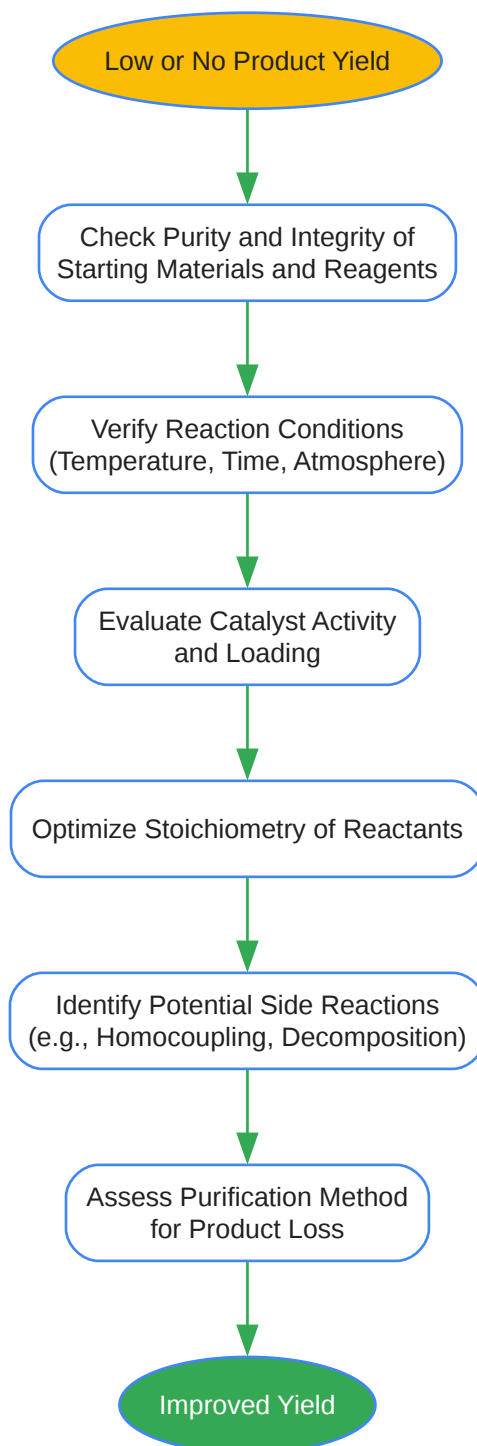 Low or No Product Yield
Check Purity and Integrity of
Starting Materials and Reagents
Verify Reaction Conditions
(Temperature, Time, Atmosphere)
Evaluate Catalyst Activity
and Loading
Optimize Stoichiometry of Reactants
Identify Potential Side Reactions
(e.g., Homocoupling, Decomposition)
Assess Purification Method
for Product Loss
Improved Yield